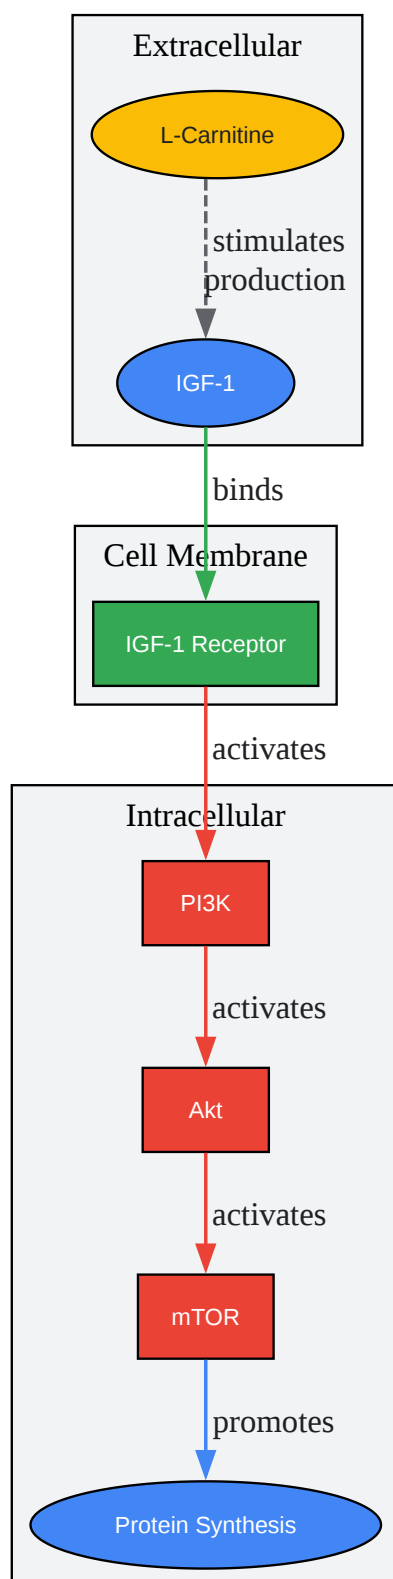 Extracellular
L-Carnitine
stimulates
production
IGF-1
binds
Cell Membrane
IGF-1 Receptor
activates
Intracellular
PI3K
activates
Akt
activates
mTOR
promotes
Protein Synthesis